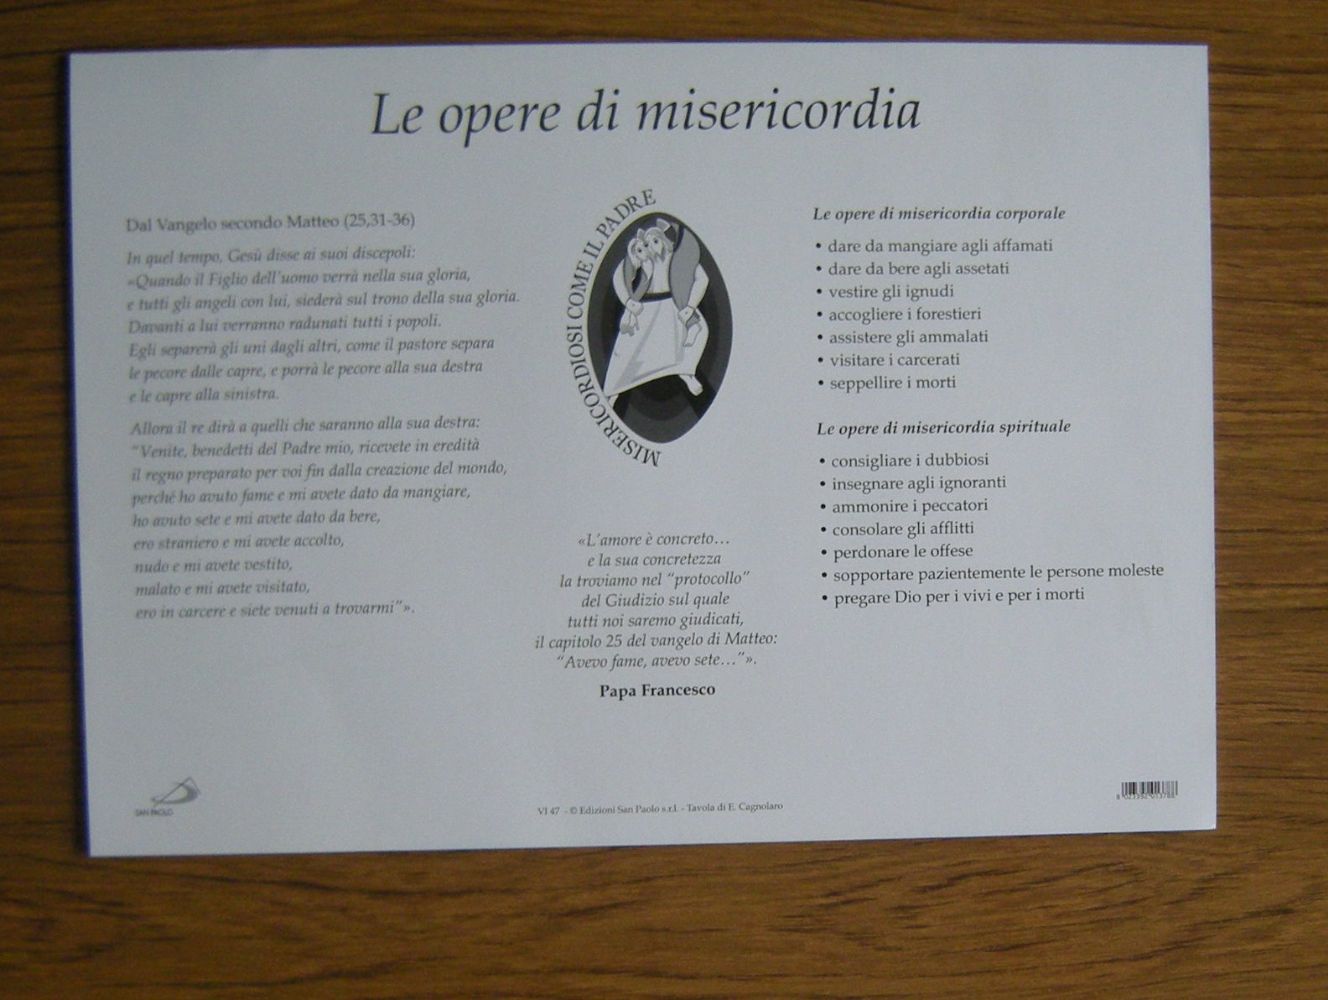 Le opere di misericordia
Dal Vangelo secondo Matteo (25,31-36)
In quel tempo, Gesù disse ai suoi discepoli:
«Quando il Figlio dell'uomo verrà nella sua gloria,
e tutti gli angeli con lui, siederà sul trono della sua gloria.
Davanti a lui verranno radunati tutti i popoli.
Egli separerà gli uni dagli altri, come il pastore separa
le pecore dalle capre, e porrà le pecore alla sua destra
e le capre alla sinistra.
Allora il re dirà a quelli che saranno alla sua destra:
“Venite, benedetti del Padre mio, ricevete in eredità
il regno preparato per voi fin dalla creazione del mondo,
perché ho avuto fame e mi avete dato da mangiare,
ho avuto sete e mi avete dato da bere,
ero straniero e mi avete accolto,
nudo e mi avete vestito,
malato e mi avete visitato,
ero in carcere e siete venuti a trovarmi”».
MISERICORDIOSI COME IL PADRE
«L'amore è concreto…
e la sua concretezza
la troviamo nel “protocollo”
del Giudizio sul quale
tutti noi saremo giudicati,
il capitolo 25 del vangelo di Matteo:
“Avevo fame, avevo sete…”».
Papa Francesco
Le opere di misericordia corporale
• dare da mangiare agli affamati
• dare da bere agli assetati
• vestire gli ignudi
• accogliere i forestieri
• assistere gli ammalati
• visitare i carcerati
• seppellire i morti
Le opere di misericordia spirituale
• consigliare i dubbiosi
• insegnare agli ignoranti
• ammonire i peccatori
• consolare gli afflitti
• perdonare le offese
• sopportare pazientemente le persone moleste
• pregare Dio per i vivi e per i morti
SAN PAOLO
VI 47 - © Edizioni San Paolo s.r.l. - Tavola di E. Cagnolaro